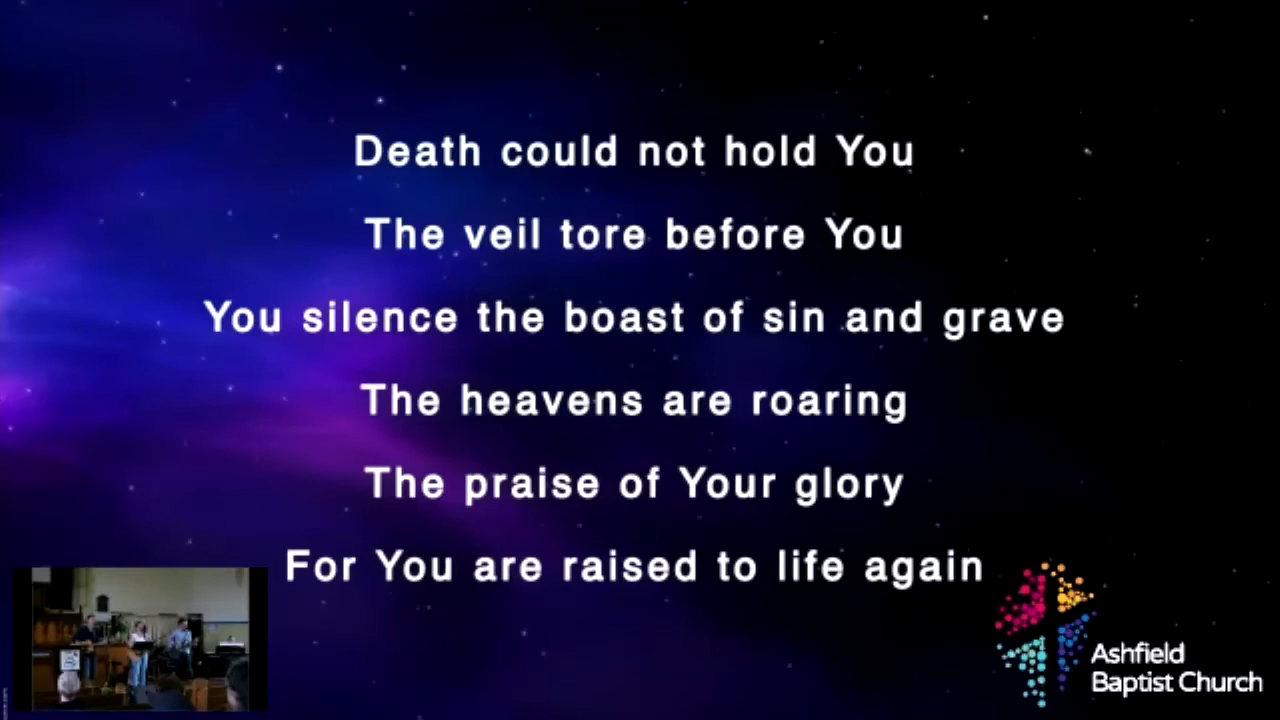 Death could not hold You
The veil tore before You
You silence the boast of sin and grave
The heavens are roaring
The praise of Your glory
For You are raised to life again
Ashfield
Baptist Church